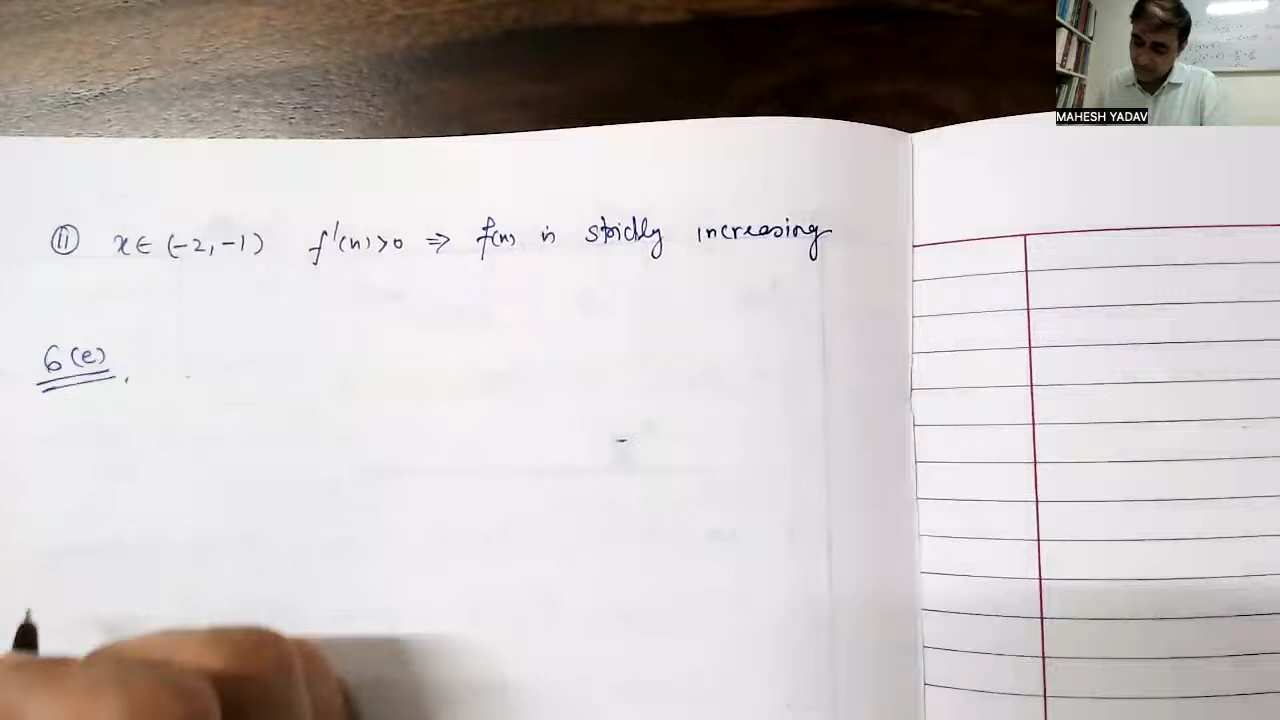 MAHESH YADAV
(II) x ∈ (-2, -1) f'(x) > 0 ⇒ f(x) is strictly increasing
6(e)